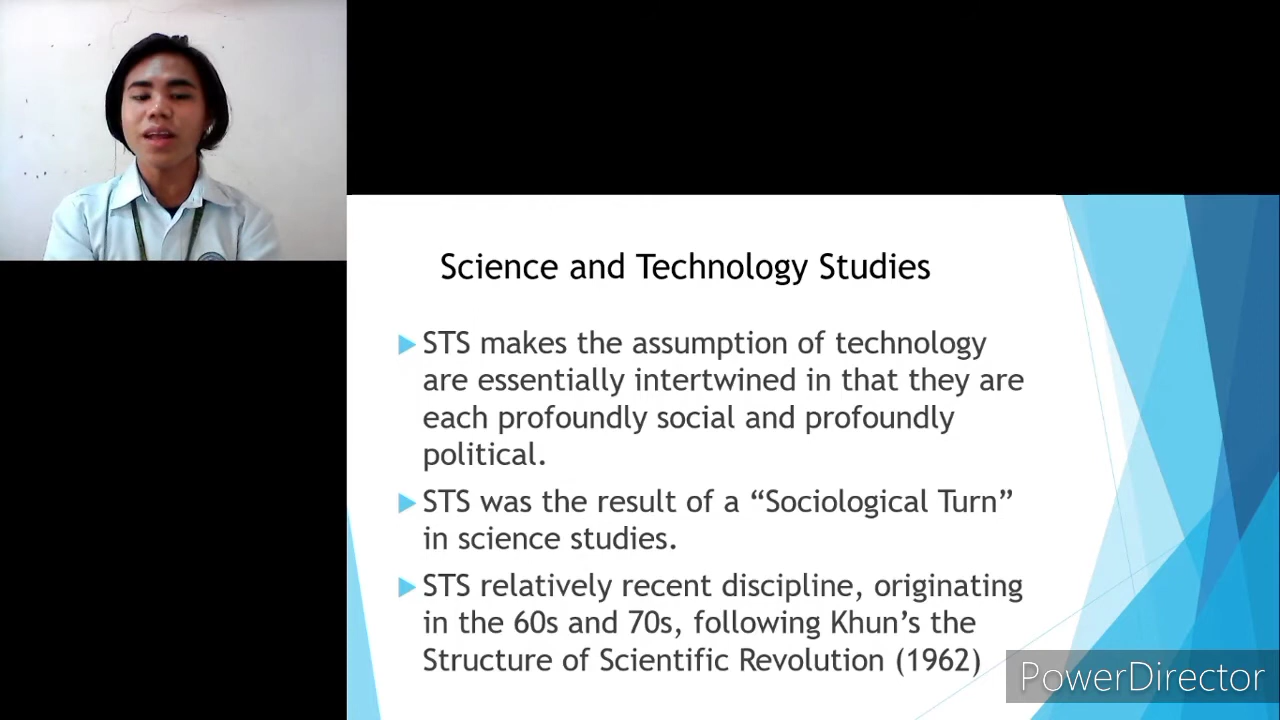 Science and Technology Studies
STS makes the assumption of technology
are essentially intertwined in that they are
each profoundly social and profoundly
political.
STS was the result of a “Sociological Turn”
in science studies.
STS relatively recent discipline, originating
in the 60s and 70s, following Khun’s the
Structure of Scientific Revolution (1962)
PowerDirector